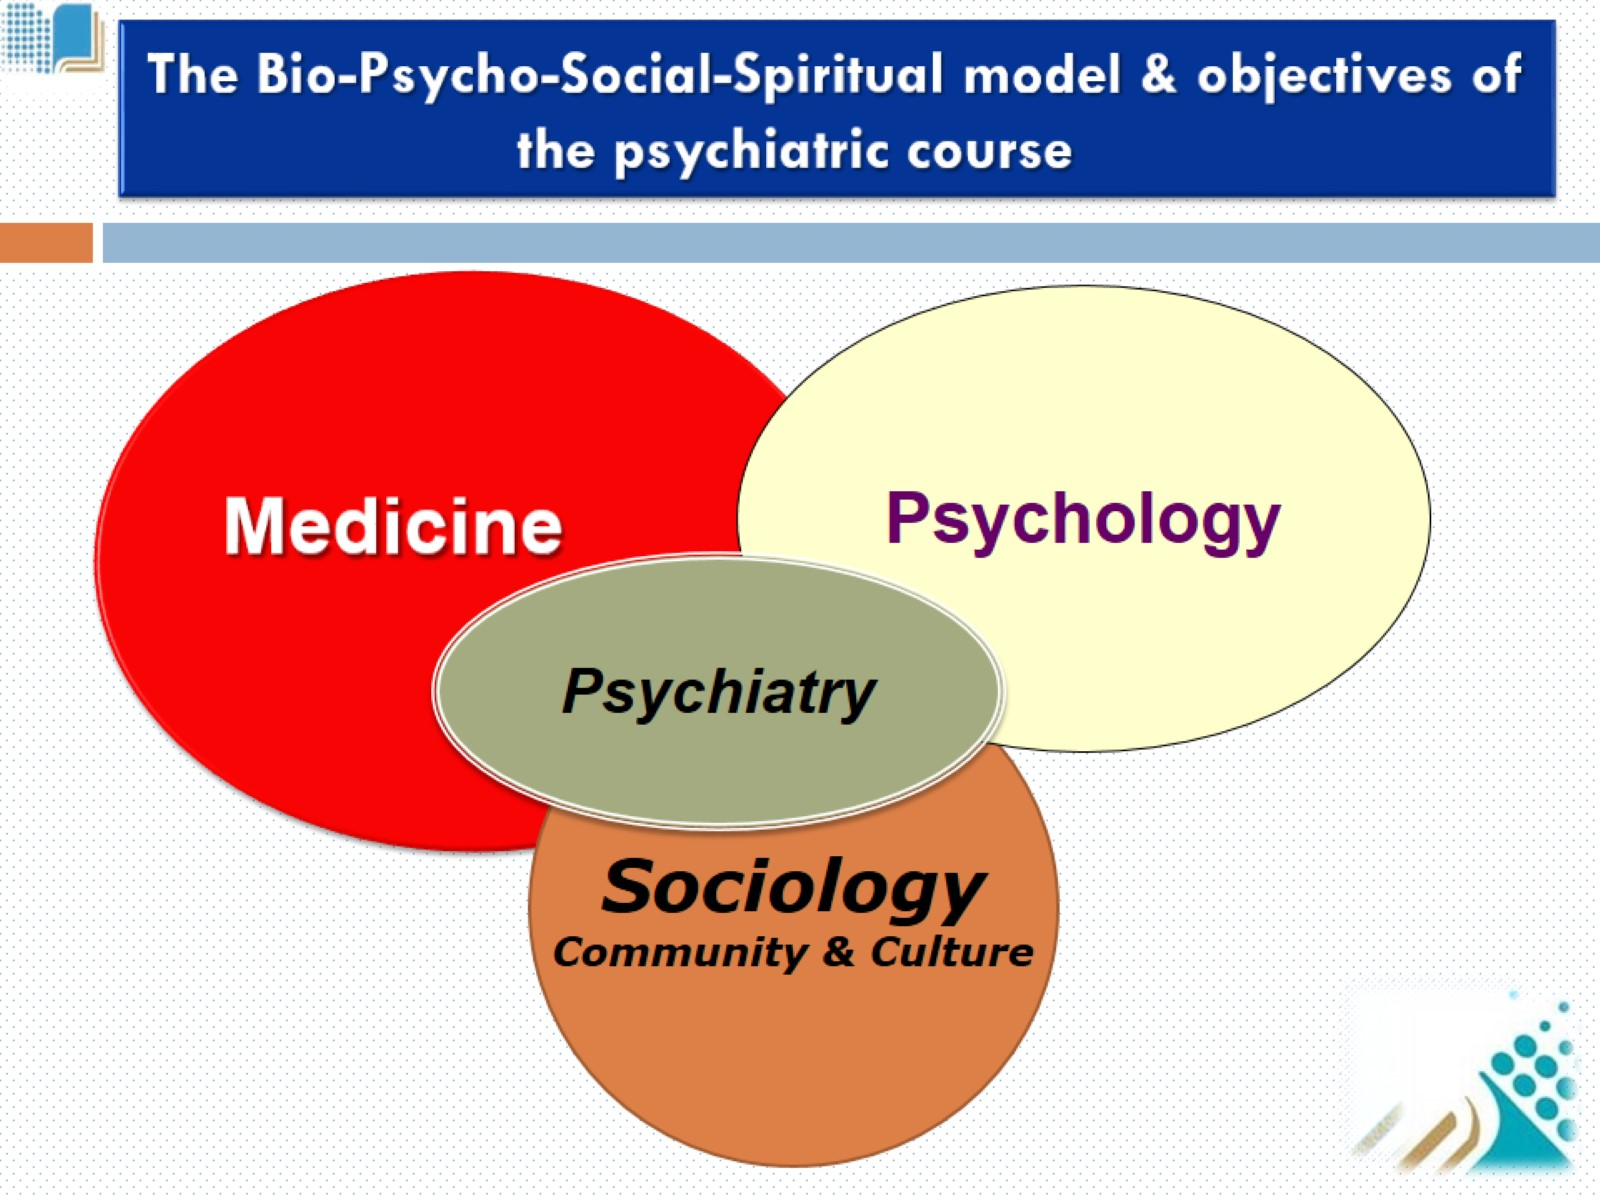 The Bio-Psycho-Social-Spiritual model & objectives of
the psychiatric course
Medicine
Psychology
Psychiatry
Sociology
Community & Culture